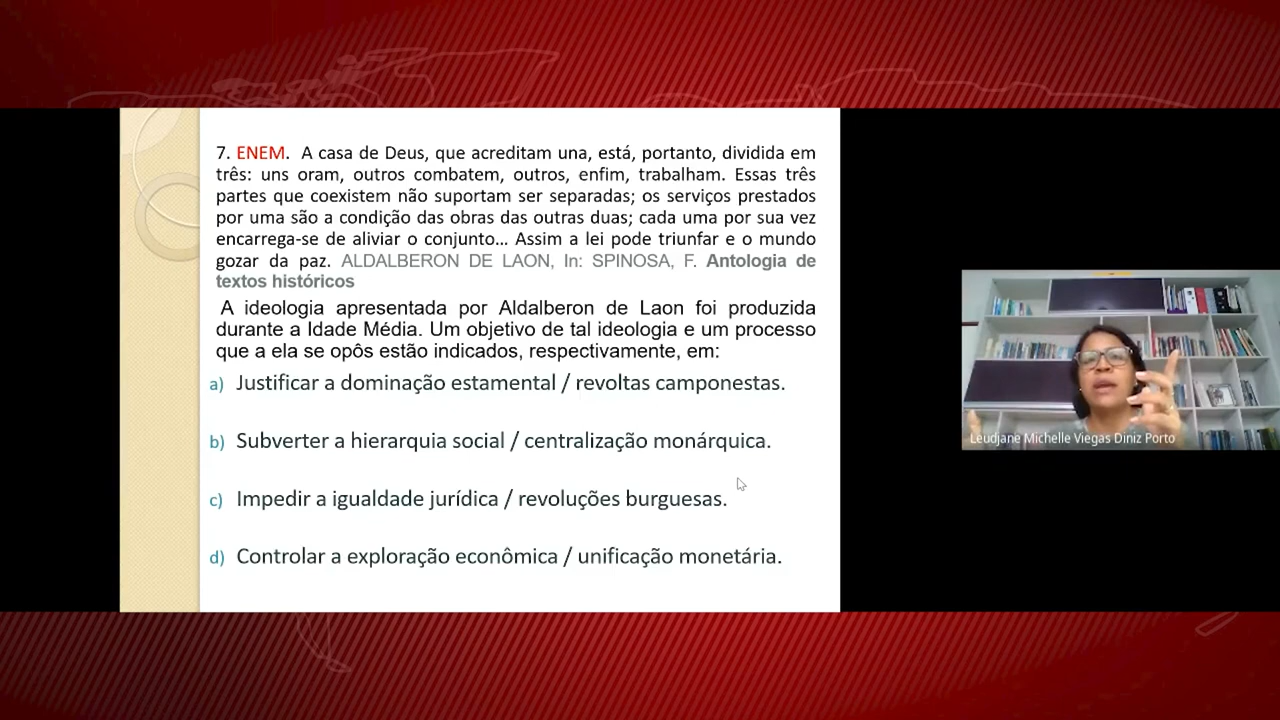 7. ENEM. A casa de Deus, que acreditam una, está, portanto, dividida em
três: uns oram, outros combatem, outros, enfim, trabalham. Essas três
partes que coexistem não suportam ser separadas; os serviços prestados
por uma são a condição das obras das outras duas; cada uma por sua vez
encarrega-se de aliviar o conjunto... Assim a lei pode triunfar e o mundo
gozar da paz. ALDALBERON DE LAON, In: SPINOSA, F. Antologia de
textos históricos
A ideologia apresentada por Aldalberon de Laon foi produzida
durante a Idade Média. Um objetivo de tal ideologia e um processo
que a ela se opôs estão indicados, respectivamente, em:
a) Justificar a dominação estamental / revoltas camponestas.
b) Subverter a hierarquia social / centralização monárquica.
c) Impedir a igualdade jurídica / revoluções burguesas.
d) Controlar a exploração econômica / unificação monetária.
Leudjane Michelle Viegas Diniz Porto